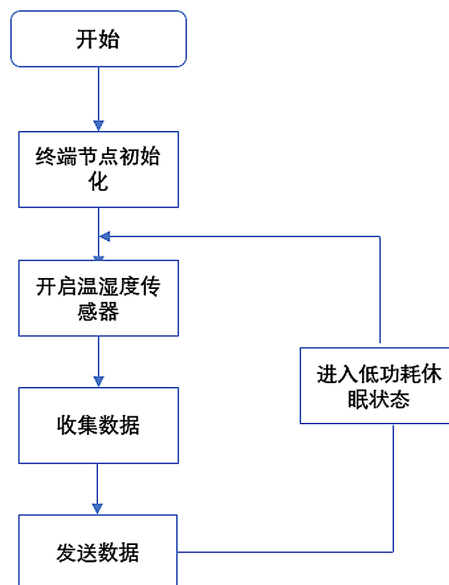 开始
终端节点初始
化
开启温湿度传
感器
进入低功耗休
眠状态
收集数据
发送数据